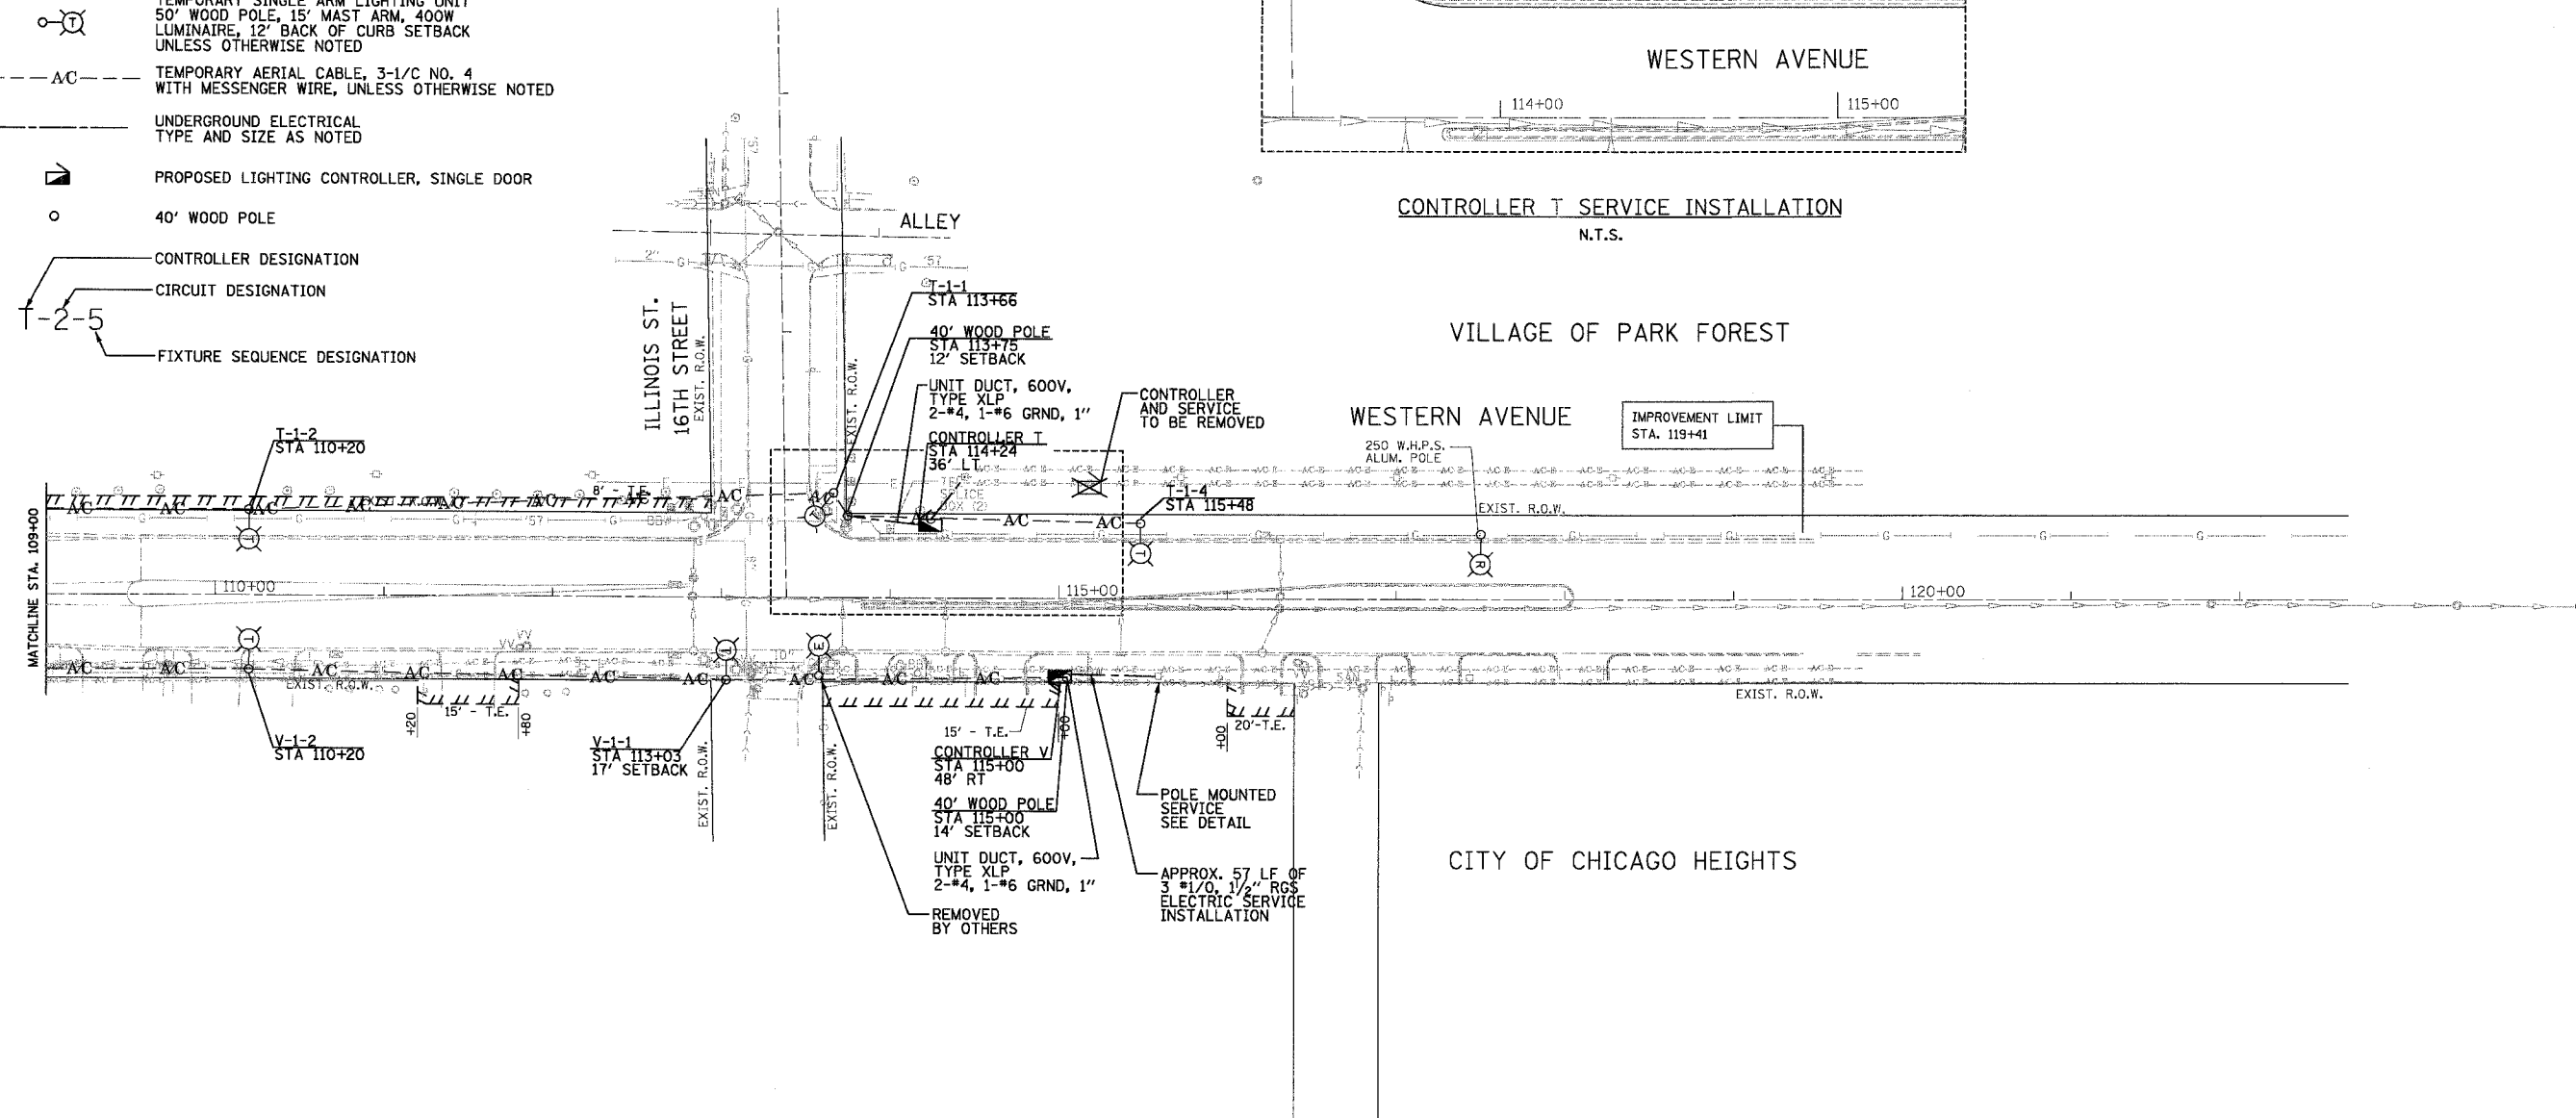 TEMPORARY SINGLE ARM LIGHTING UNIT
50' WOOD POLE, 15' MAST ARM, 400W
LUMINAIRE, 12' BACK OF CURB SETBACK
UNLESS OTHERWISE NOTED
A/C
TEMPORARY AERIAL CABLE, 3-1/C NO. 4
WITH MESSENGER WIRE, UNLESS OTHERWISE NOTED
UNDERGROUND ELECTRICAL
TYPE AND SIZE AS NOTED
PROPOSED LIGHTING CONTROLLER, SINGLE DOOR
40' WOOD POLE
CONTROLLER DESIGNATION
CIRCUIT DESIGNATION
T-2-5
FIXTURE SEQUENCE DESIGNATION
WESTERN AVENUE
114+00
115+00
CONTROLLER T SERVICE INSTALLATION
N.T.S.
ALLEY
ILLINOIS ST.
16TH STREET
EXIST. R.O.W.
EXIST. R.O.W.
T-1-1
STA 113+66
40' WOOD POLE
STA 113+75
12' SETBACK
UNIT DUCT, 600V,
TYPE XLP
2-#4, 1-#6 GRND, 1"
CONTROLLER T
STA 114+24
36' LT
CONTROLLER
AND SERVICE
TO BE REMOVED
VILLAGE OF PARK FOREST
WESTERN AVENUE
250 W.H.P.S.
ALUM. POLE
IMPROVEMENT LIMIT
STA. 119+41
T-1-2
STA 110+20
8' - T.E.
T-1-4
STA 115+48
EXIST. R.O.W.
MATCHLINE STA. 109+00
110+00
115+00
120+00
EXIST. R.O.W.
EXIST. R.O.W.
+20
15' - T.E.
+80
V-1-2
STA 110+20
V-1-1
STA 113+03
17' SETBACK
EXIST. R.O.W.
EXIST. R.O.W.
15' - T.E.
+00
+00
20'-T.E.
CONTROLLER V
STA 115+00
48' RT
40' WOOD POLE
STA 115+00
14' SETBACK
UNIT DUCT, 600V,
TYPE XLP
2-#4, 1-#6 GRND, 1"
REMOVED
BY OTHERS
POLE MOUNTED
SERVICE
SEE DETAIL
APPROX. 57 LF OF
3 #1/0, 1½" RGS
ELECTRIC SERVICE
INSTALLATION
CITY OF CHICAGO HEIGHTS